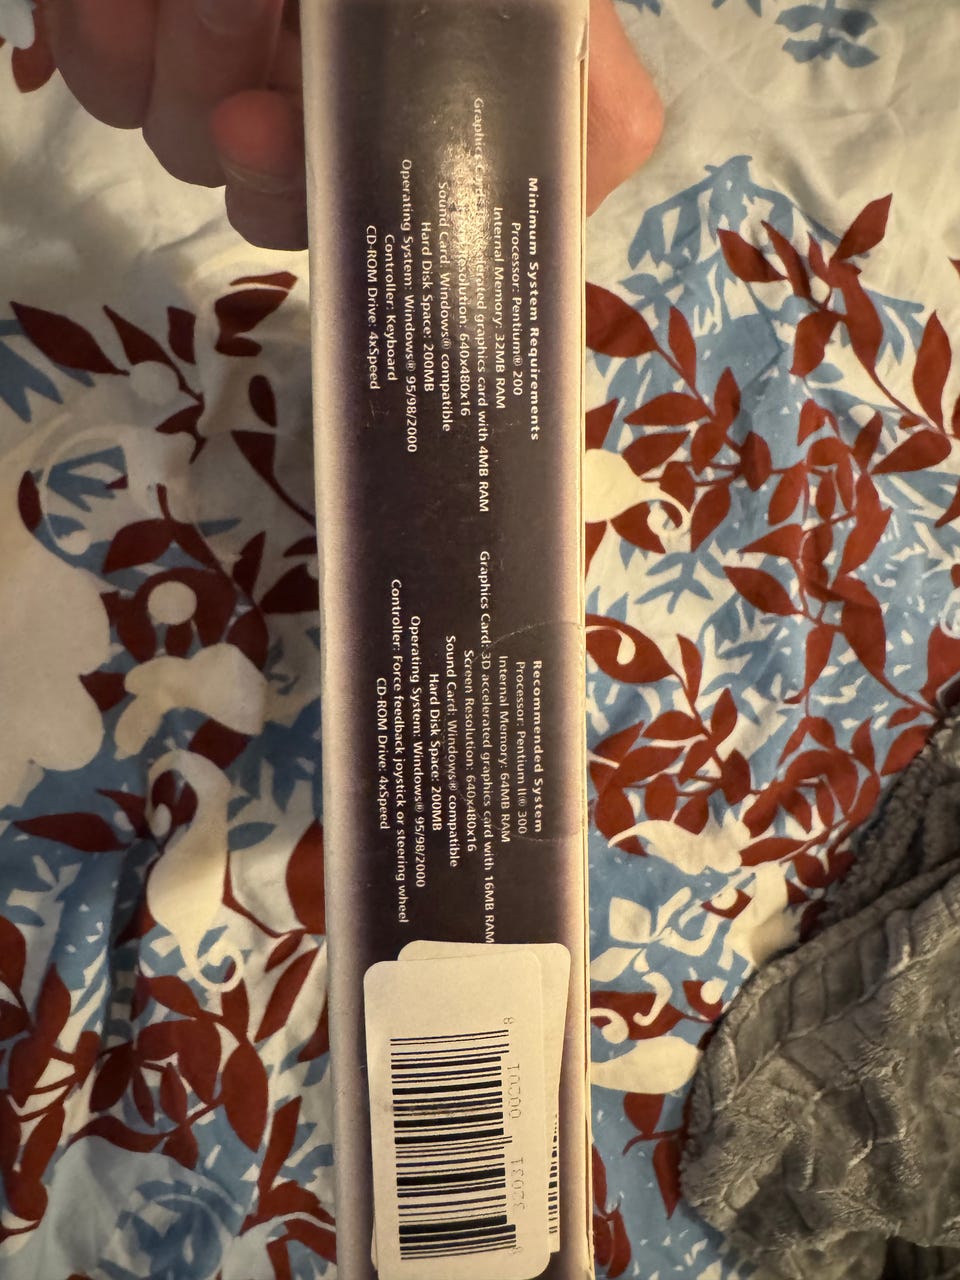 Minimum System Requirements
Processor: Pentium® 200
Internal Memory: 32MB RAM
Graphics Card: accelerated graphics card with 4MB RAM
Resolution: 640x480x16
Sound Card: Windows® compatible
Hard Disk Space: 200MB
Operating System: Windows® 95/98/2000
Controller: Keyboard
CD-ROM Drive: 4xSpeed
Recommended System
Processor: Pentium II® 300
Internal Memory: 64MB RAM
Graphics Card: 3D accelerated graphics card with 16MB RAM
Screen Resolution: 640x480x16
Sound Card: Windows® compatible
Hard Disk Space: 200MB
Operating System: Windows® 95/98/2000
Controller: Force feedback joystick or steering wheel
CD-ROM Drive: 4xSpeed
8